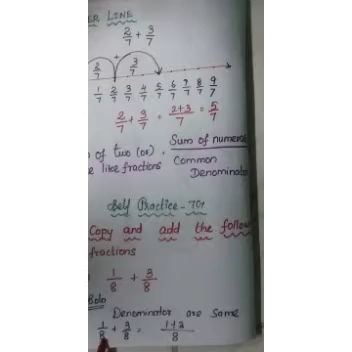 LINE
2/7 + 3/7
2/7 3/7
1/7 2/7 3/7 4/7 5/7 6/7 7/7 8/7 9/7
2/7 + 3/7 = 2+3/7 = 5/7
of two (or) = Sum of numera
like fractions Common
Denominato
Self Practice - 701
Copy and add the follow
fractions
1/8 + 3/8
Soln
Denominator are Same
1/8 + 3/8 = 1+3/8